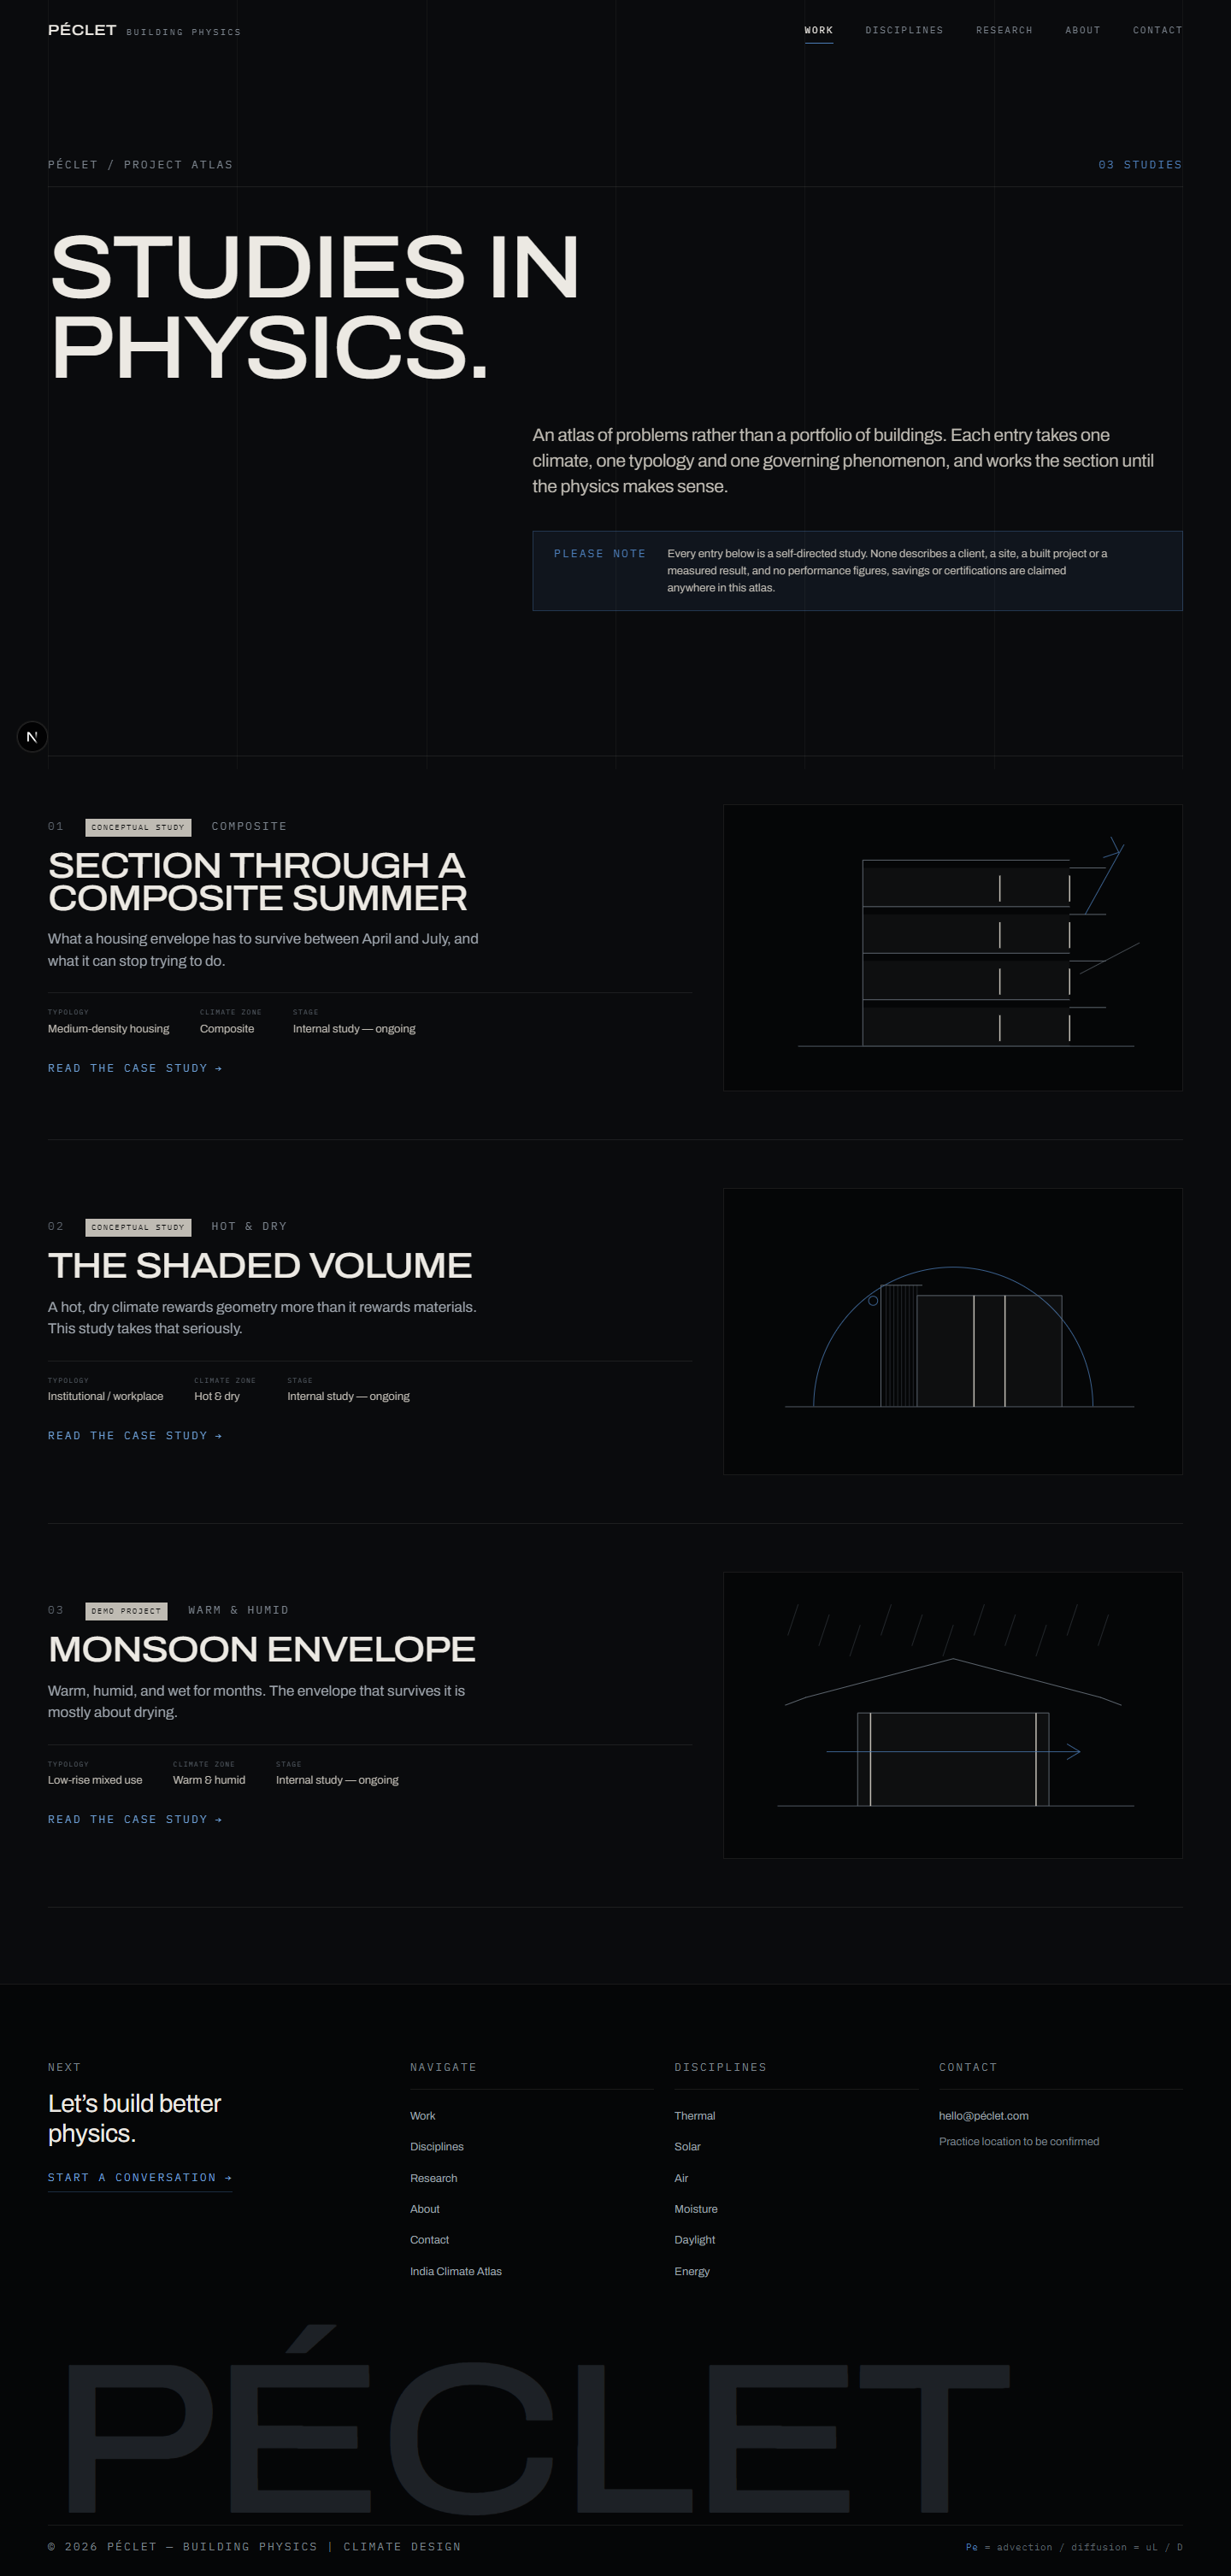 PÉCLET BUILDING PHYSICS
WORK DISCIPLINES RESEARCH ABOUT CONTACT
PÉCLET / PROJECT ATLAS
03 STUDIES
STUDIES IN
PHYSICS.
An atlas of problems rather than a portfolio of buildings. Each entry takes one
climate, one typology and one governing phenomenon, and works the section until
the physics makes sense.
PLEASE NOTE
Every entry below is a self-directed study. None describes a client, a site, a built project or a
measured result, and no performance figures, savings or certifications are claimed
anywhere in this atlas.
N
01 CONCEPTUAL STUDY COMPOSITE
SECTION THROUGH A
COMPOSITE SUMMER
What a housing envelope has to survive between April and July, and
what it can stop trying to do.
TYPOLOGY CLIMATE ZONE STAGE
Medium-density housing Composite Internal study — ongoing
READ THE CASE STUDY →
02 CONCEPTUAL STUDY HOT & DRY
THE SHADED VOLUME
A hot, dry climate rewards geometry more than it rewards materials.
This study takes that seriously.
TYPOLOGY CLIMATE ZONE STAGE
Institutional / workplace Hot & dry Internal study — ongoing
READ THE CASE STUDY →
03 DEMO PROJECT WARM & HUMID
MONSOON ENVELOPE
Warm, humid, and wet for months. The envelope that survives it is
mostly about drying.
TYPOLOGY CLIMATE ZONE STAGE
Low-rise mixed use Warm & humid Internal study — ongoing
READ THE CASE STUDY →
NEXT
Let’s build better
physics.
START A CONVERSATION →
NAVIGATE
Work
Disciplines
Research
About
Contact
India Climate Atlas
DISCIPLINES
Thermal
Solar
Air
Moisture
Daylight
Energy
CONTACT
hello@péclet.com
Practice location to be confirmed
PÉCLET
© 2026 PÉCLET — BUILDING PHYSICS | CLIMATE DESIGN
Pe = advection / diffusion = uL / D